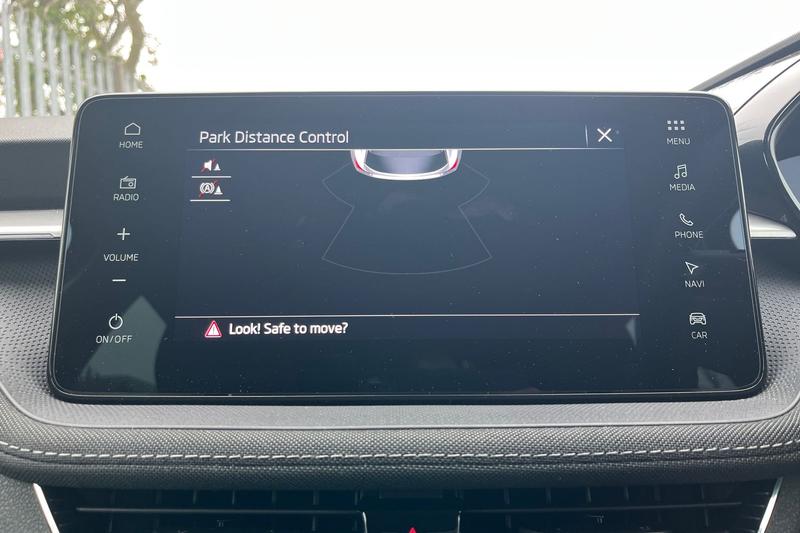 Park Distance Control
HOME
RADIO
VOLUME
ON/OFF
(A)
Look! Safe to move?
MENU
MEDIA
PHONE
NAVI
CAR